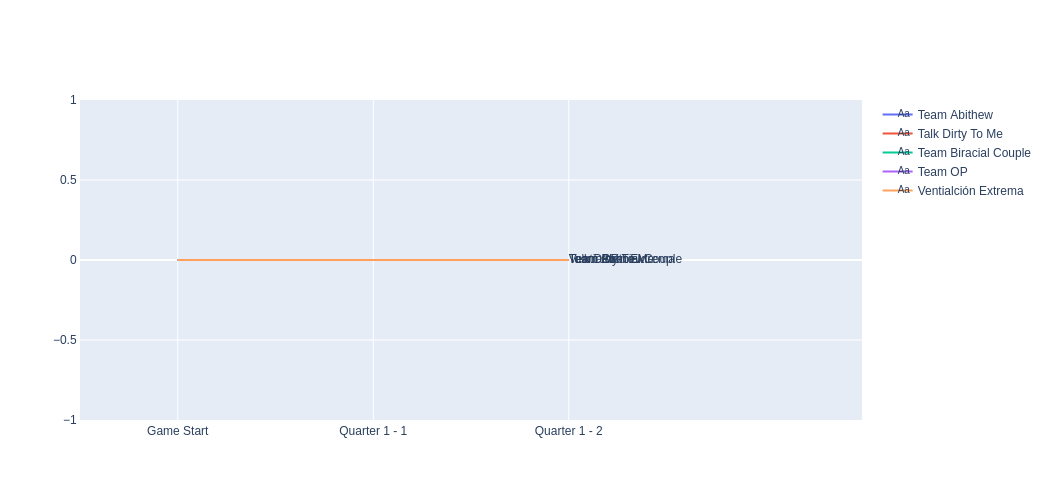 1
0.5
0
−0.5
−1
Game Start
Quarter 1 - 1
Quarter 1 - 2
Aa Team Abithew
Aa Talk Dirty To Me
Aa Team Biracial Couple
Aa Team OP
Aa Ventialción Extrema